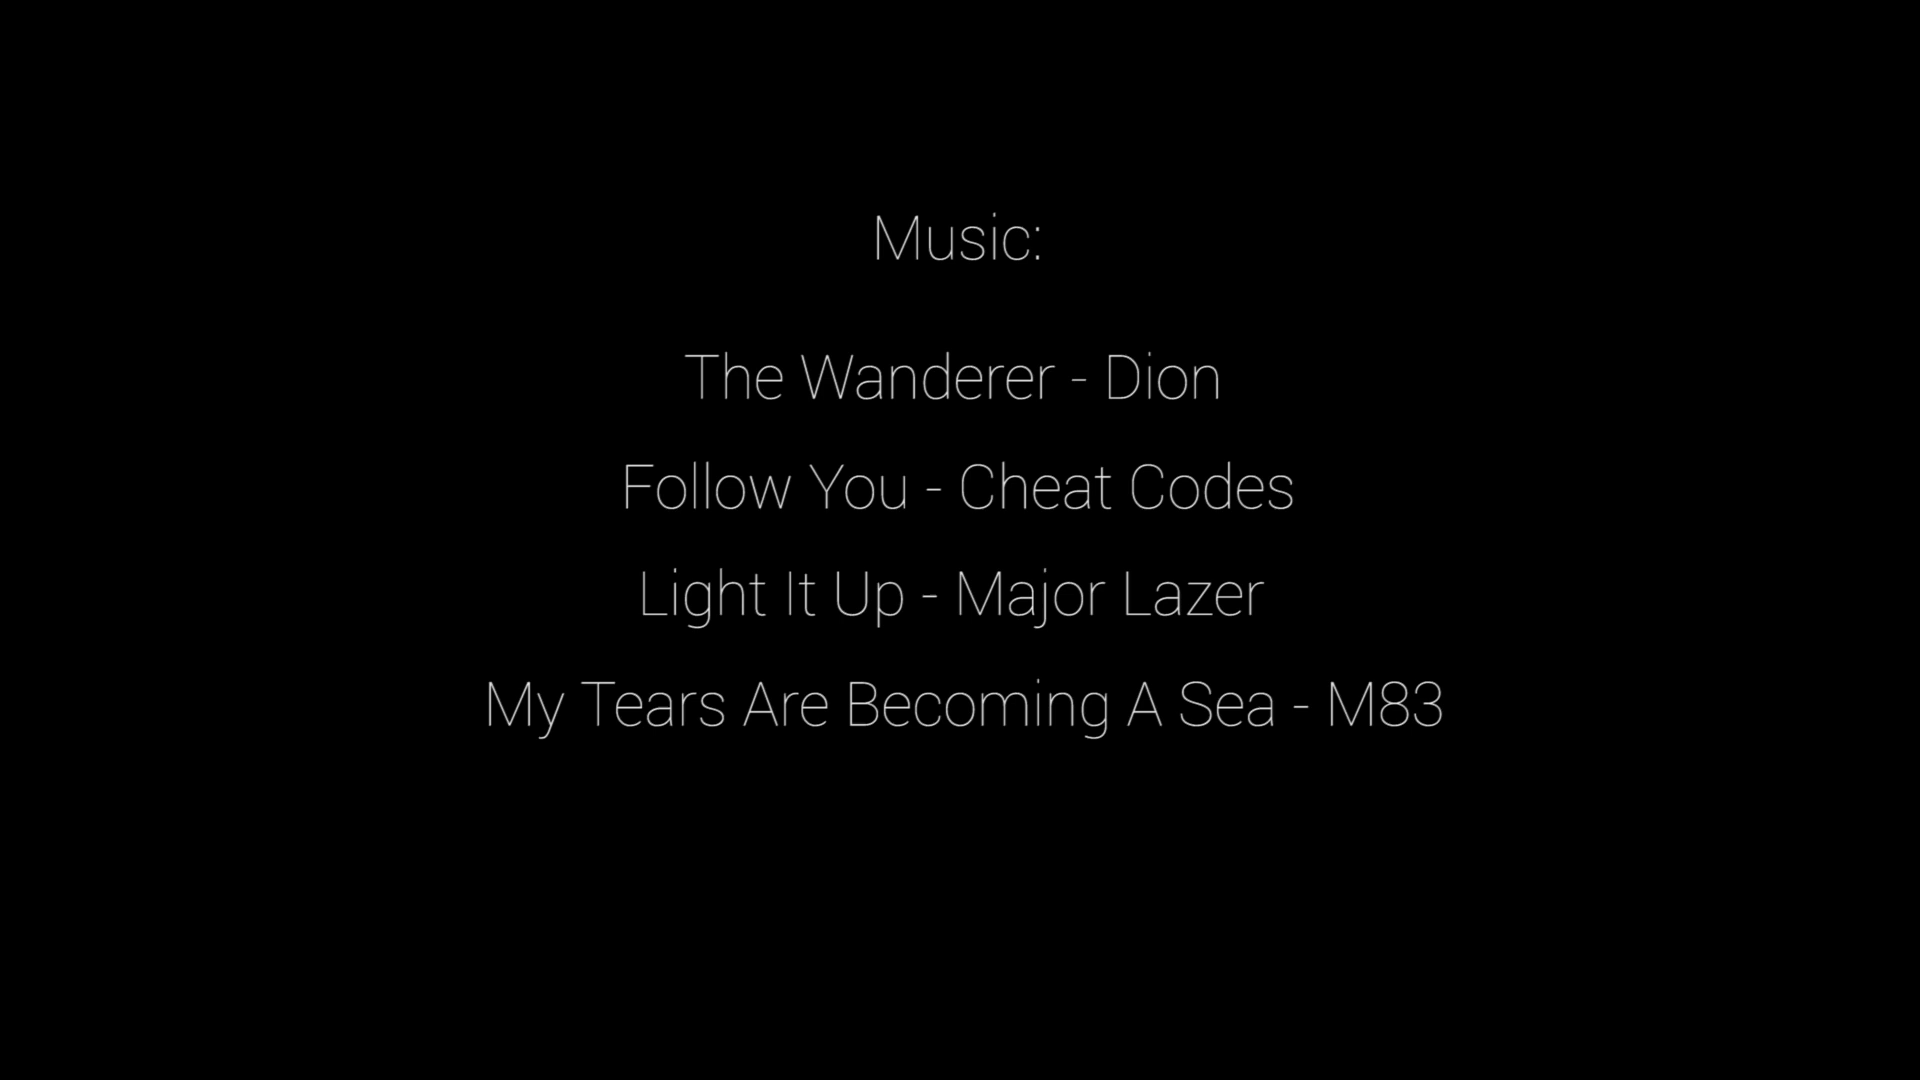 Music:
The Wanderer - Dion
Follow You - Cheat Codes
Light It Up - Major Lazer
My Tears Are Becoming A Sea - M83